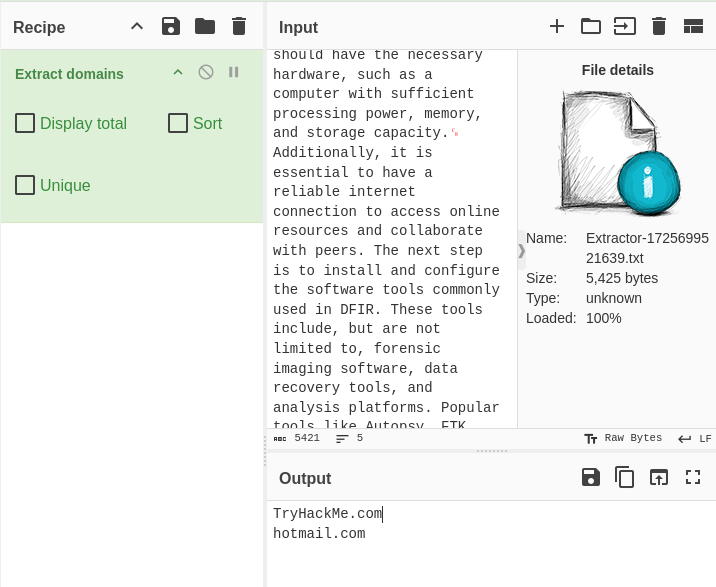 Recipe
Extract domains
Display total
Sort
Unique
Input
should have the necessary
hardware, such as a
computer with sufficient
processing power, memory,
and storage capacity.
Additionally, it is
essential to have a
reliable internet
connection to access online
resources and collaborate
with peers. The next step
is to install and configure
the software tools commonly
used in DFIR. These tools
include, but are not
limited to, forensic
imaging software, data
recovery tools, and
analysis platforms. Popular
tools like Autopsy, FTK
File details
Name: Extractor-17256995
21639.txt
Size: 5,425 bytes
Type: unknown
Loaded: 100%
ABC 5421 5
Tт Raw Bytes LF
Output
TryHackMe.com
hotmail.com